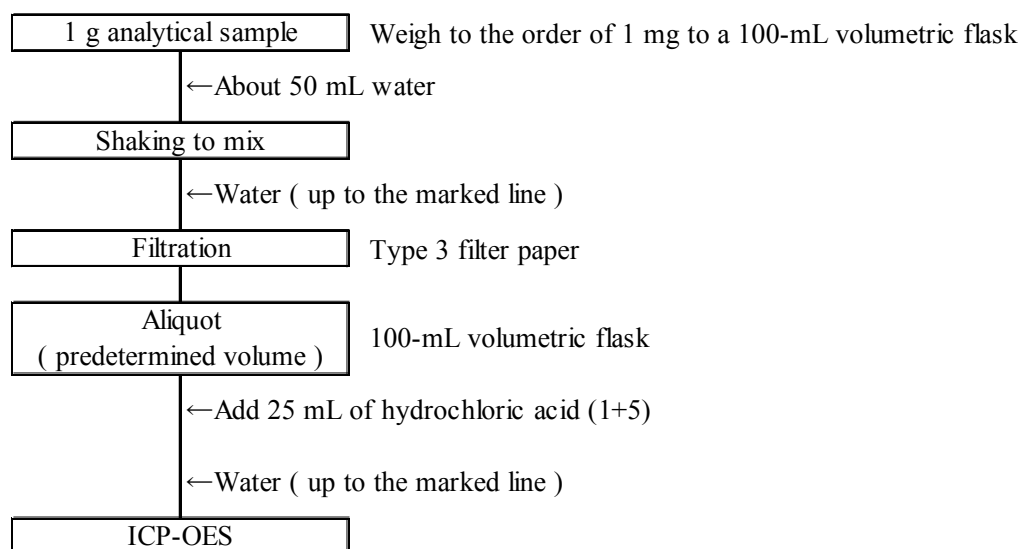 1 g analytical sample Weigh to the order of 1 mg to a 100-mL volumetric flask
←About 50 mL water
Shaking to mix
←Water ( up to the marked line )
Filtration Type 3 filter paper
Aliquot
( predetermined volume ) 100-mL volumetric flask
←Add 25 mL of hydrochloric acid (1+5)
←Water ( up to the marked line )
ICP-OES